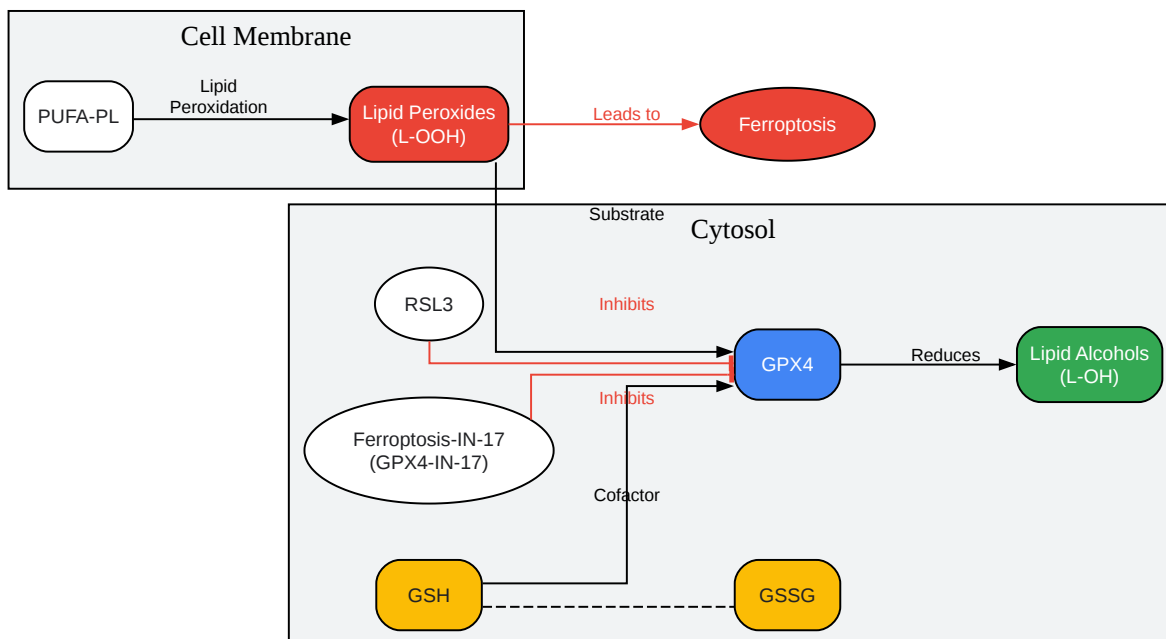 Cell Membrane
PUFA-PL
Lipid
Peroxidation
Lipid Peroxides
(L-OOH)
Leads to
Ferroptosis
Substrate
Cytosol
RSL3
Inhibits
GPX4
Reduces
Lipid Alcohols
(L-OH)
Inhibits
Ferroptosis-IN-17
(GPX4-IN-17)
Cofactor
GSH
GSSG